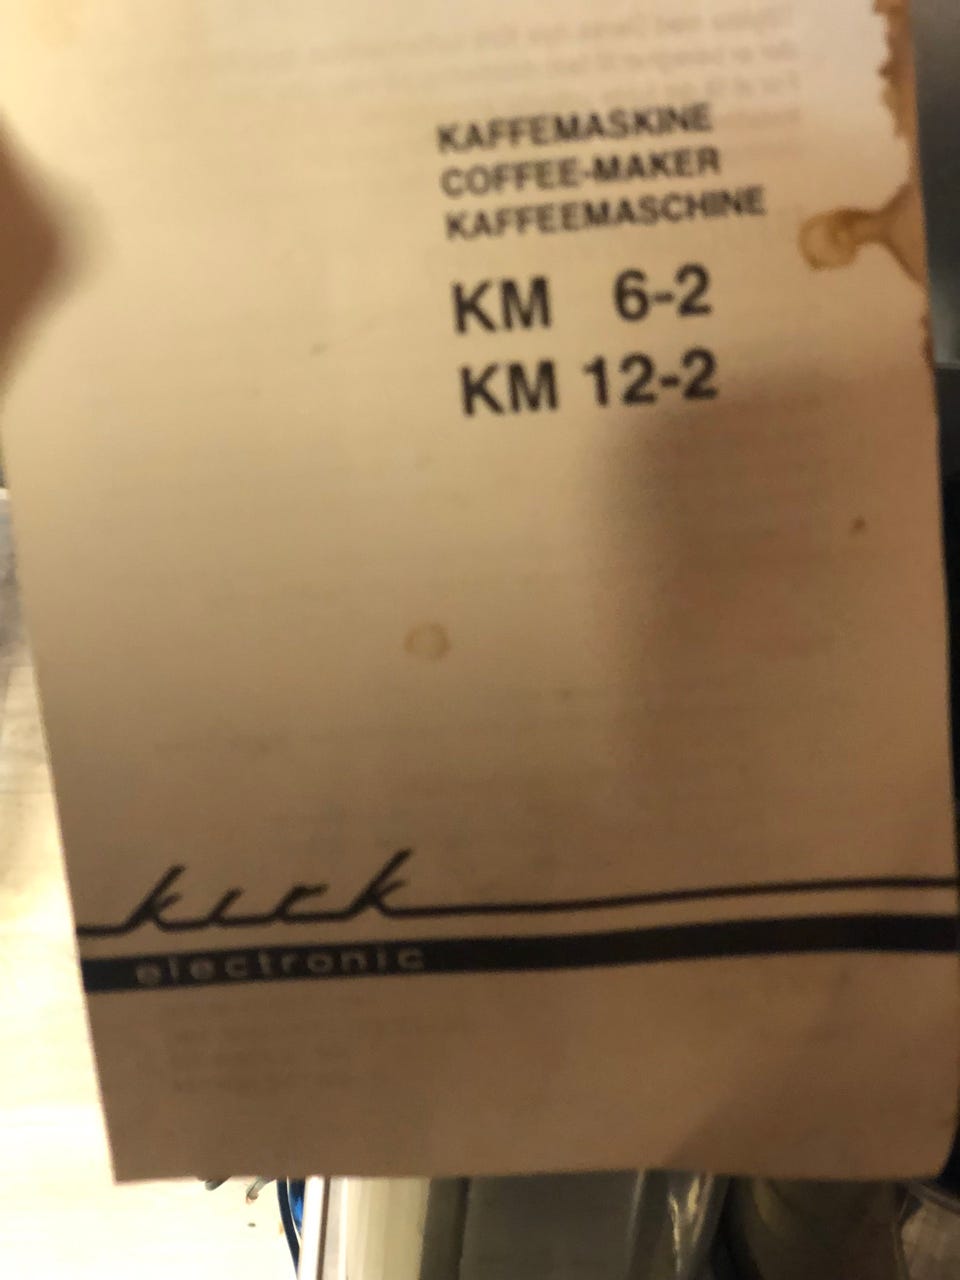 KAFFEMASKINE
COFFEE-MAKER
KAFFEEMASCHINE
KM 6-2
KM 12-2
kirk
electronic